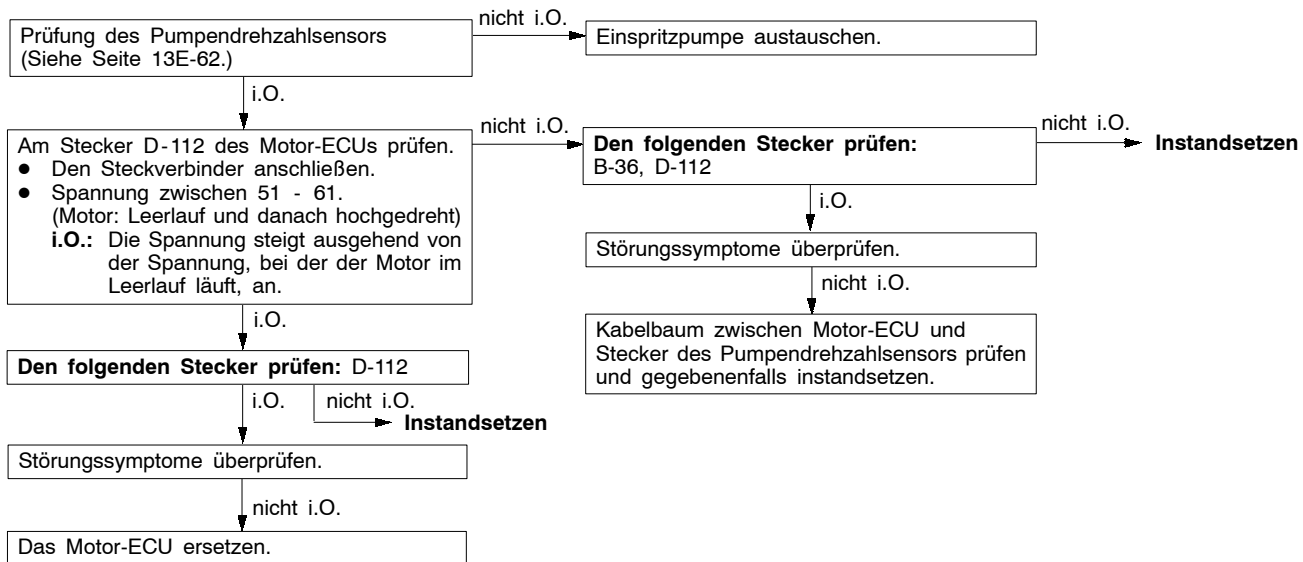 Prüfung des Pumpendrehzahlsensors
(Siehe Seite 13E-62.)
nicht i.O.
Einspritzpumpe austauschen.
i.O.
Am Stecker D-112 des Motor-ECUs prüfen.
● Den Steckverbinder anschließen.
● Spannung zwischen 51 - 61.
(Motor: Leerlauf und danach hochgedreht)
i.O.: Die Spannung steigt ausgehend von
der Spannung, bei der der Motor im
Leerlauf läuft, an.
nicht i.O.
Den folgenden Stecker prüfen:
B-36, D-112
nicht i.O.
Instandsetzen
i.O.
Störungssymptome überprüfen.
nicht i.O.
Kabelbaum zwischen Motor-ECU und
Stecker des Pumpendrehzahlsensors prüfen
und gegebenenfalls instandsetzen.
i.O.
Den folgenden Stecker prüfen: D-112
i.O.
nicht i.O.
Instandsetzen
Störungssymptome überprüfen.
nicht i.O.
Das Motor-ECU ersetzen.